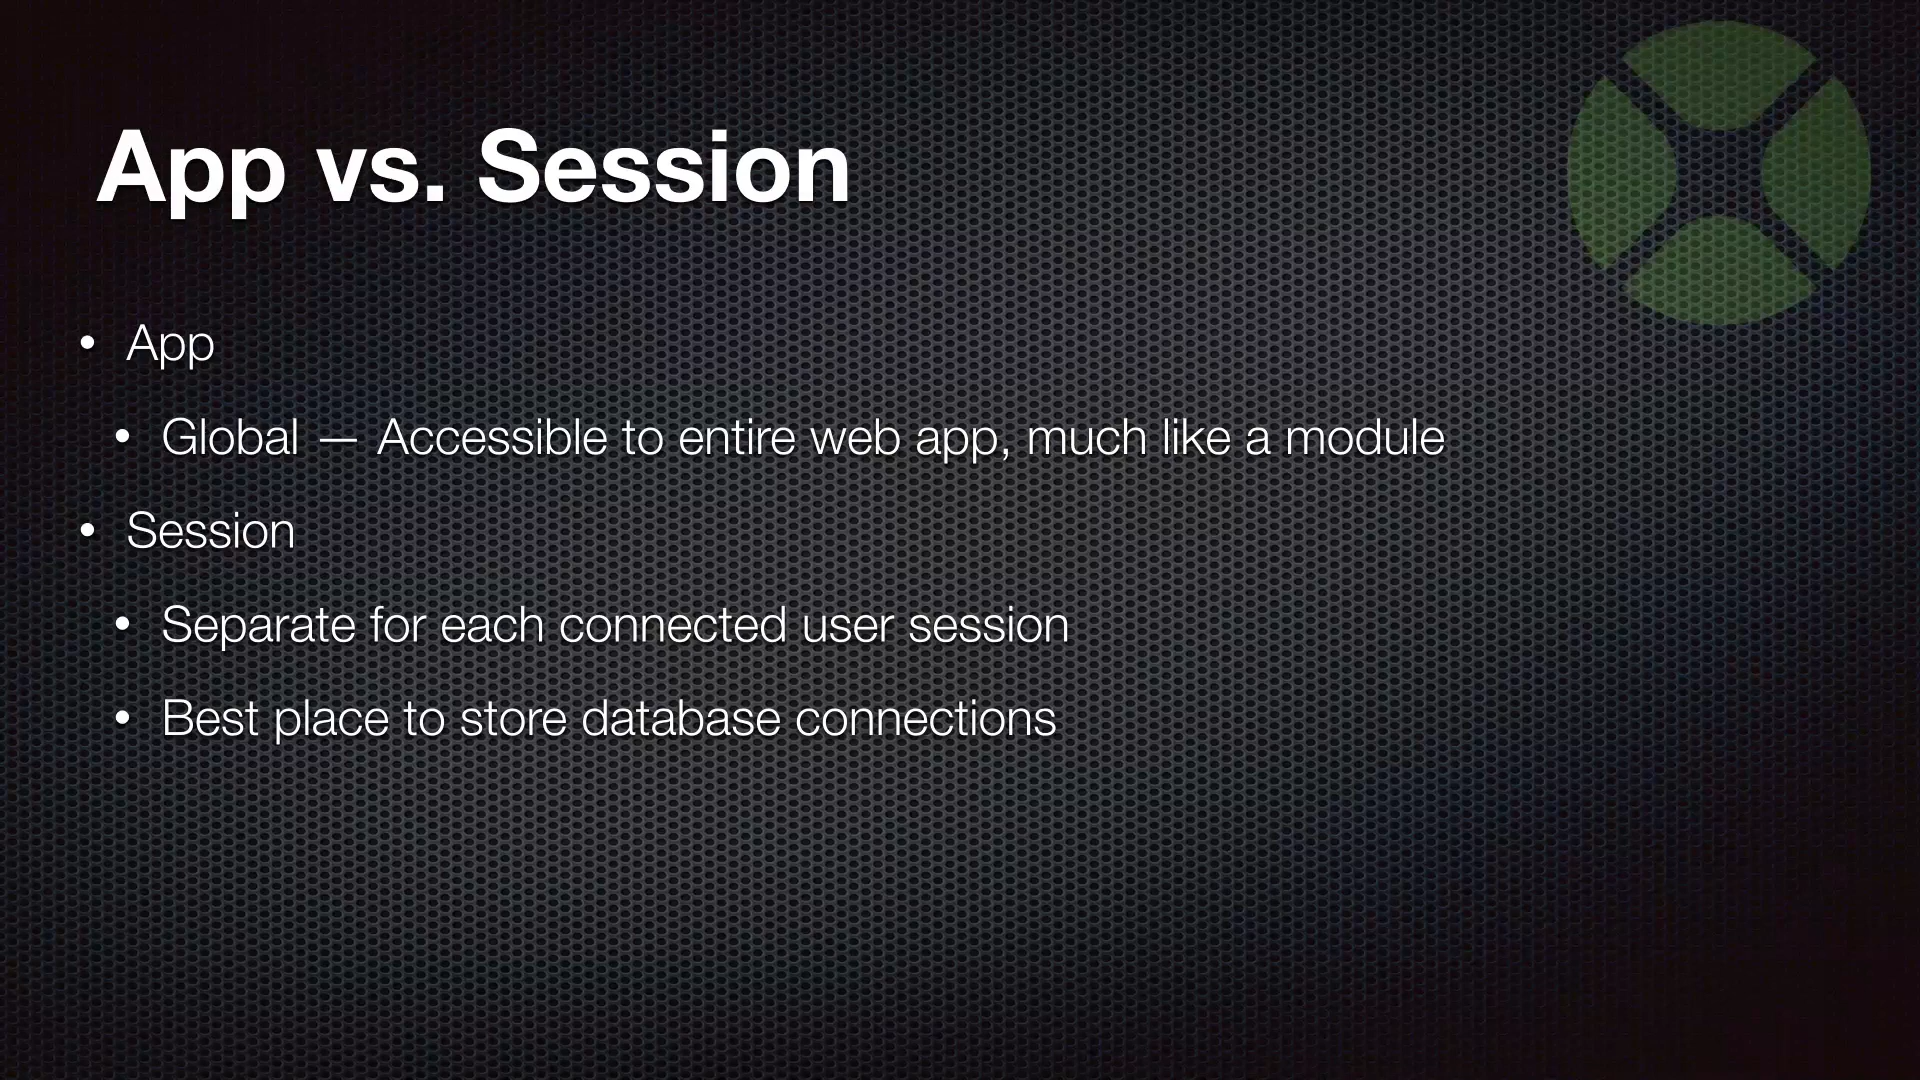 App vs. Session
• App
• Global — Accessible to entire web app, much like a module
• Session
• Separate for each connected user session
• Best place to store database connections